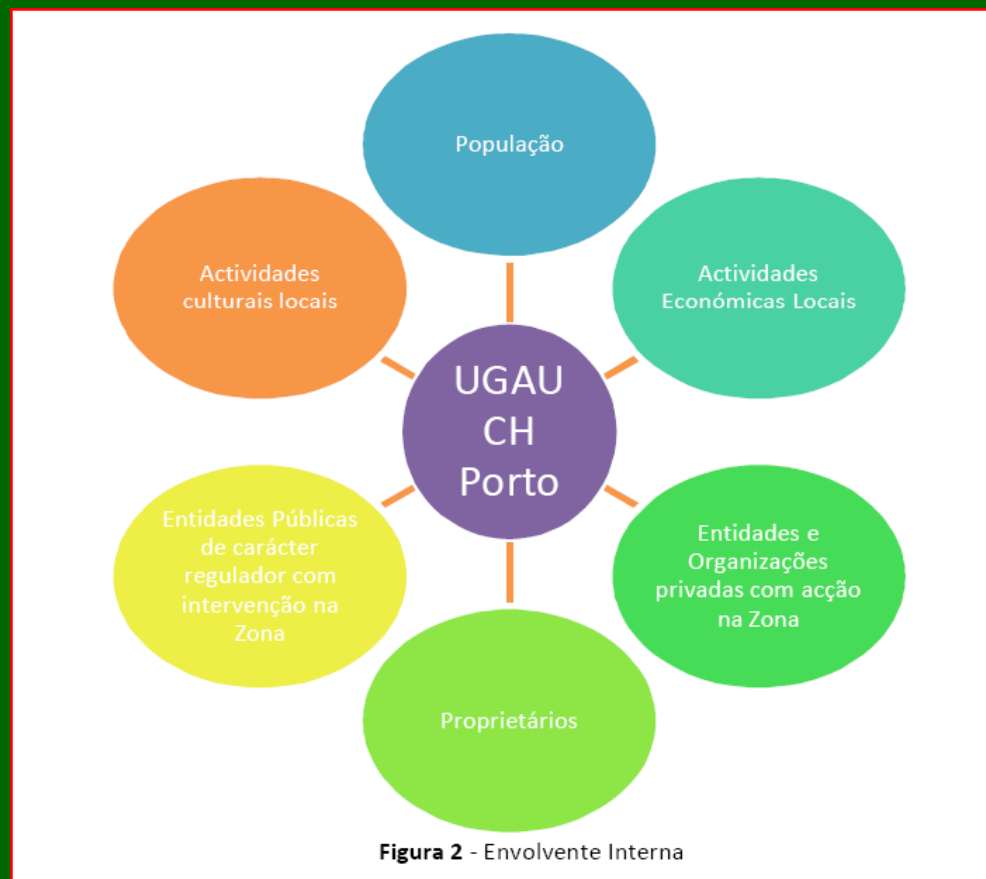 População
Actividades
culturais locais
Actividades
Económicas Locais
UGAU
CH
Porto
Entidades Públicas
de carácter
regulador com
intervenção na
Zona
Entidades e
Organizações
privadas com acção
na Zona
Proprietários
Figura 2 - Envolvente Interna